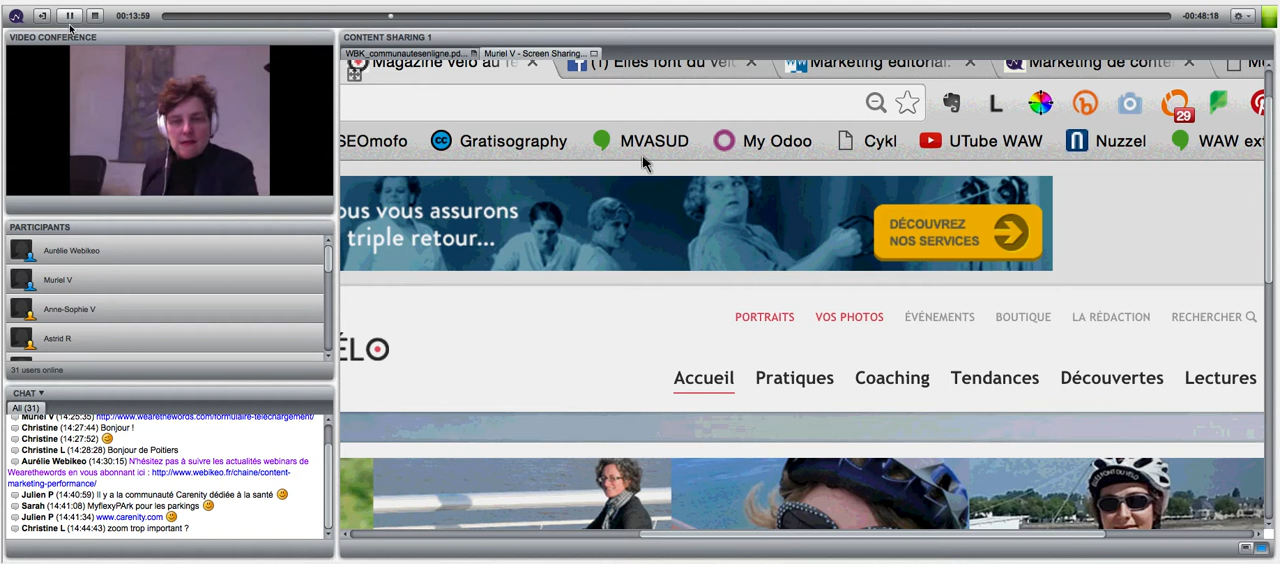 00:13:59
-00:48:18
VIDEO CONFERENCE
PARTICIPANTS
Aurélie Webikeo
Muriel V
Anne-Sophie V
Astrid R
31 users online
CHAT
All (31)
Muriel V (14:25:35) http://www.wearethewords.com/formulaire-telechargement/
Christine (14:27:44) Bonjour !
Christine (14:27:52)
Christine L (14:28:28) Bonjour de Poitiers
Aurélie Webikeo (14:30:15) N'hésitez pas à suivre les actualités webinars de
Wearethewords en vous abonnant ici : http://www.webikeo.fr/chaine/content-
marketing-performance/
Julien P (14:40:59) Il y a la communauté Carenity dédiée à la santé
Sarah (14:41:08) MyflexyPArk pour les parkings
Julien P (14:41:34) www.carenity.com
Christine L (14:44:43) zoom trop important ?
CONTENT SHARING 1
WBK_communautesenligne.pd... Muriel V - Screen Sharing...
Magazine Vélo au fé (1) Elles font du vél Marketing éditorial. Marketing de conte
29
SEOmofo Gratisography MVASUD My Odoo Cykl UTube WAW Nuzzel WAW ext
ous vous assurons
triple retour...
DÉCOUVREZ
NOS SERVICES
PORTRAITS VOS PHOTOS ÉVÉNEMENTS BOUTIQUE LA RÉDACTION RECHERCHER
ÉLO
Accueil Pratiques Coaching Tendances Découvertes Lectures